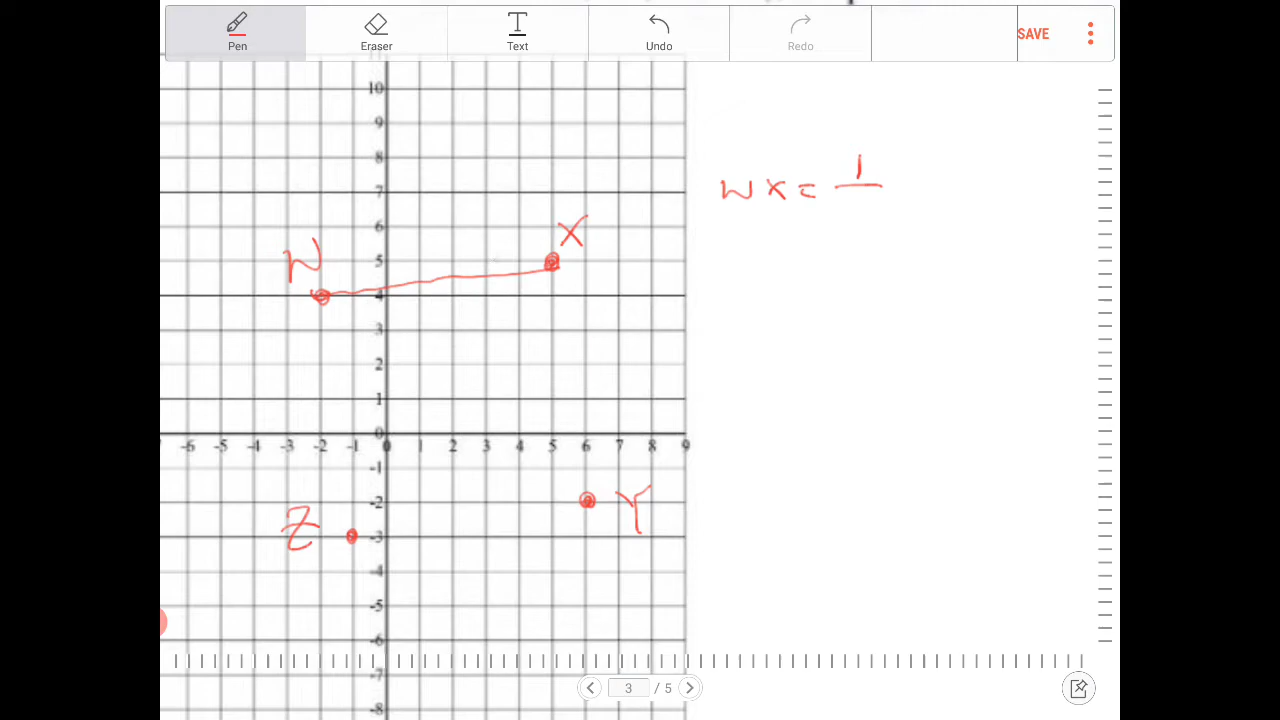 Pen Eraser Text Undo Redo SAVE
10
9
8
7
WX = 1
6
X
W
5
4
3
2
1
0
-6 -5 -4 -3 -2 -1 0 1 2 3 4 5 6 7 8 9
-1
-2
Y
Z
-3
-4
-5
-6
-7
3 / 5
-8